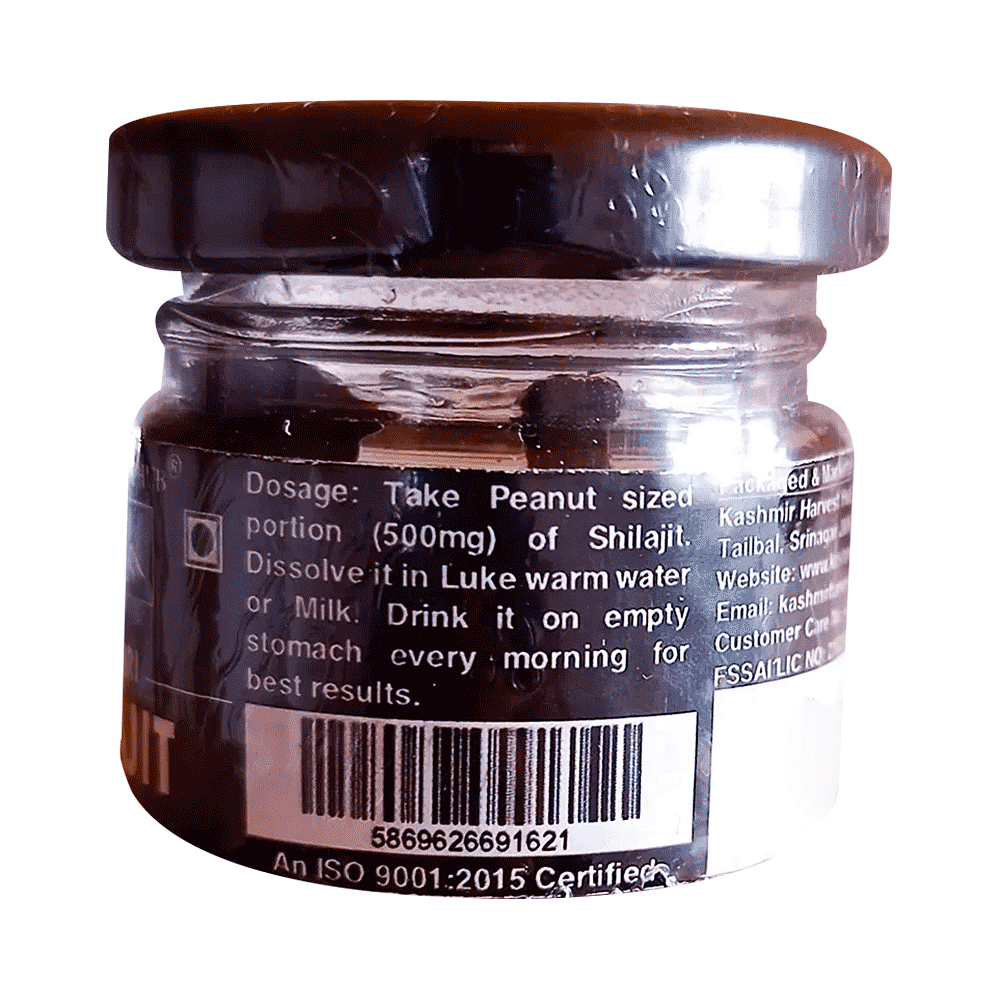 ®
UIT
Dosage: Take Peanut sized
portion (500mg) of Shilajit.
Dissolve it in Luke warm water
or Milk. Drink it on empty
stomach every morning for
best results.
5869626691621
An ISO 9001:2015 Certified
Packaged &
Kashmir Harvest
Tailbal, Srinagar
Website:
Email:
Customer Care
FSSAI LIC NO